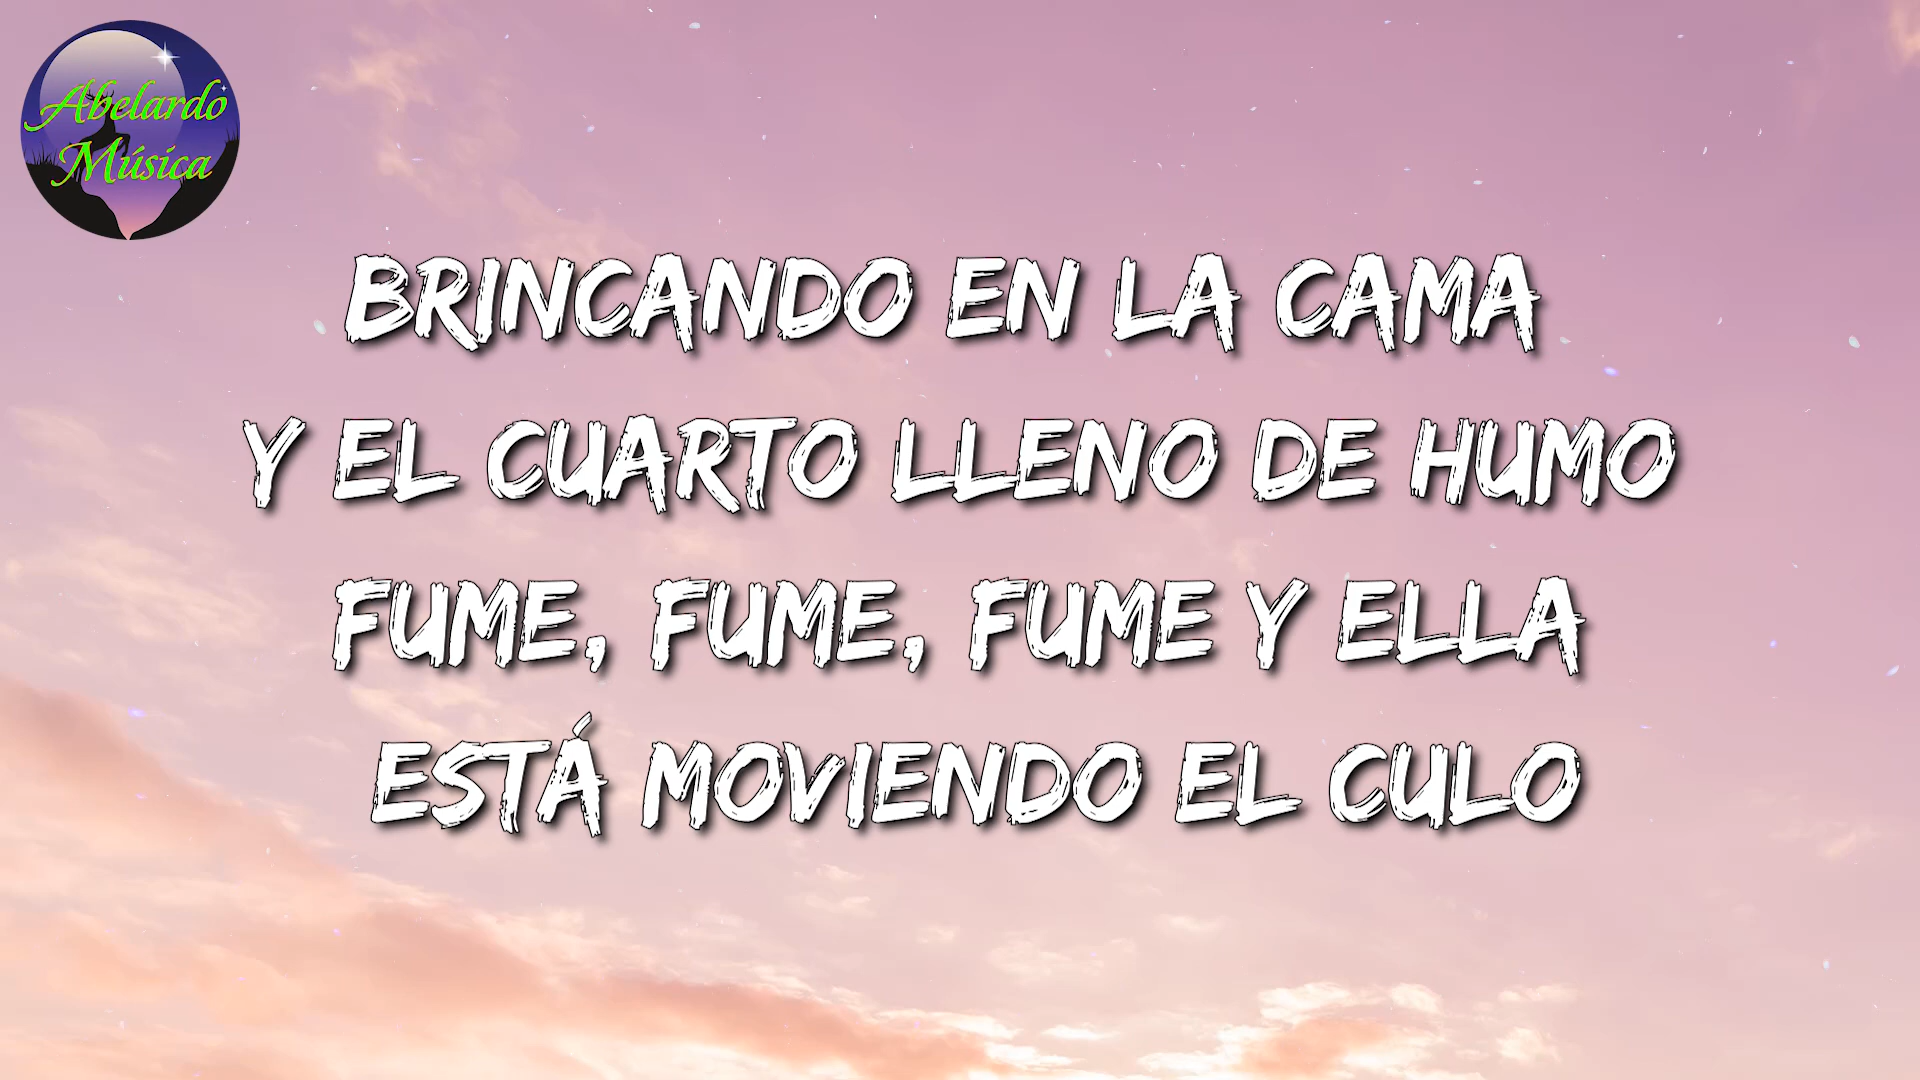 Abelardo
Música
BRINCANDO EN LA CAMA
Y EL CUARTO LLENO DE HUMO
FUME, FUME, FUME Y ELLA
ESTÁ MOVIENDO EL CULO